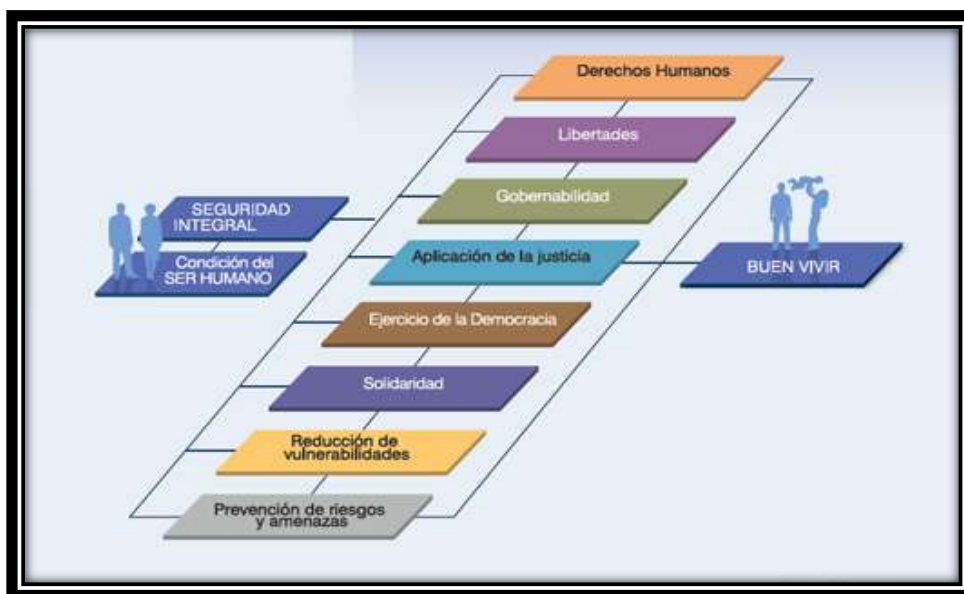 Derechos Humanos
Libertades
Gobernabilidad
SEGURIDAD
INTEGRAL
Condición del
SER HUMANO
Aplicación de la justicia
BUEN VIVIR
Ejercicio de la Democracia
Solidaridad
Reducción de
vulnerabilidades
Prevención de riesgos
y amenazas